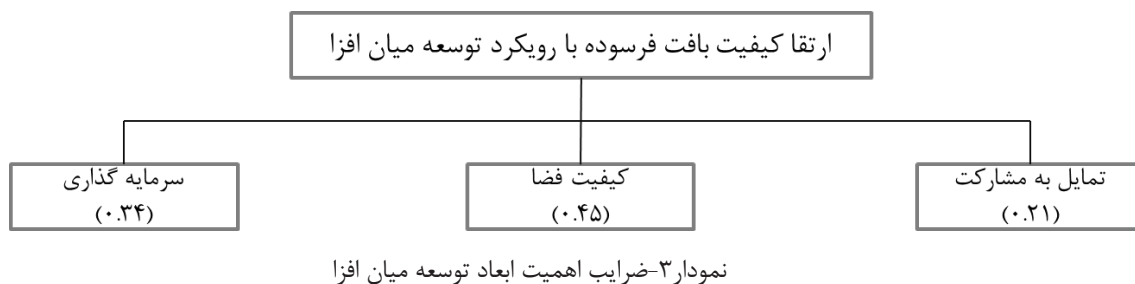 ارتقا کیفیت بافت فرسوده با رویکرد توسعه میان افزا
تمایل به مشارکت
(۰.۲۱)
کیفیت فضا
(۰.۴۵)
سرمایه گذاری
(۰.۳۴)
نمودار۳-ضرایب اهمیت ابعاد توسعه میان افزا